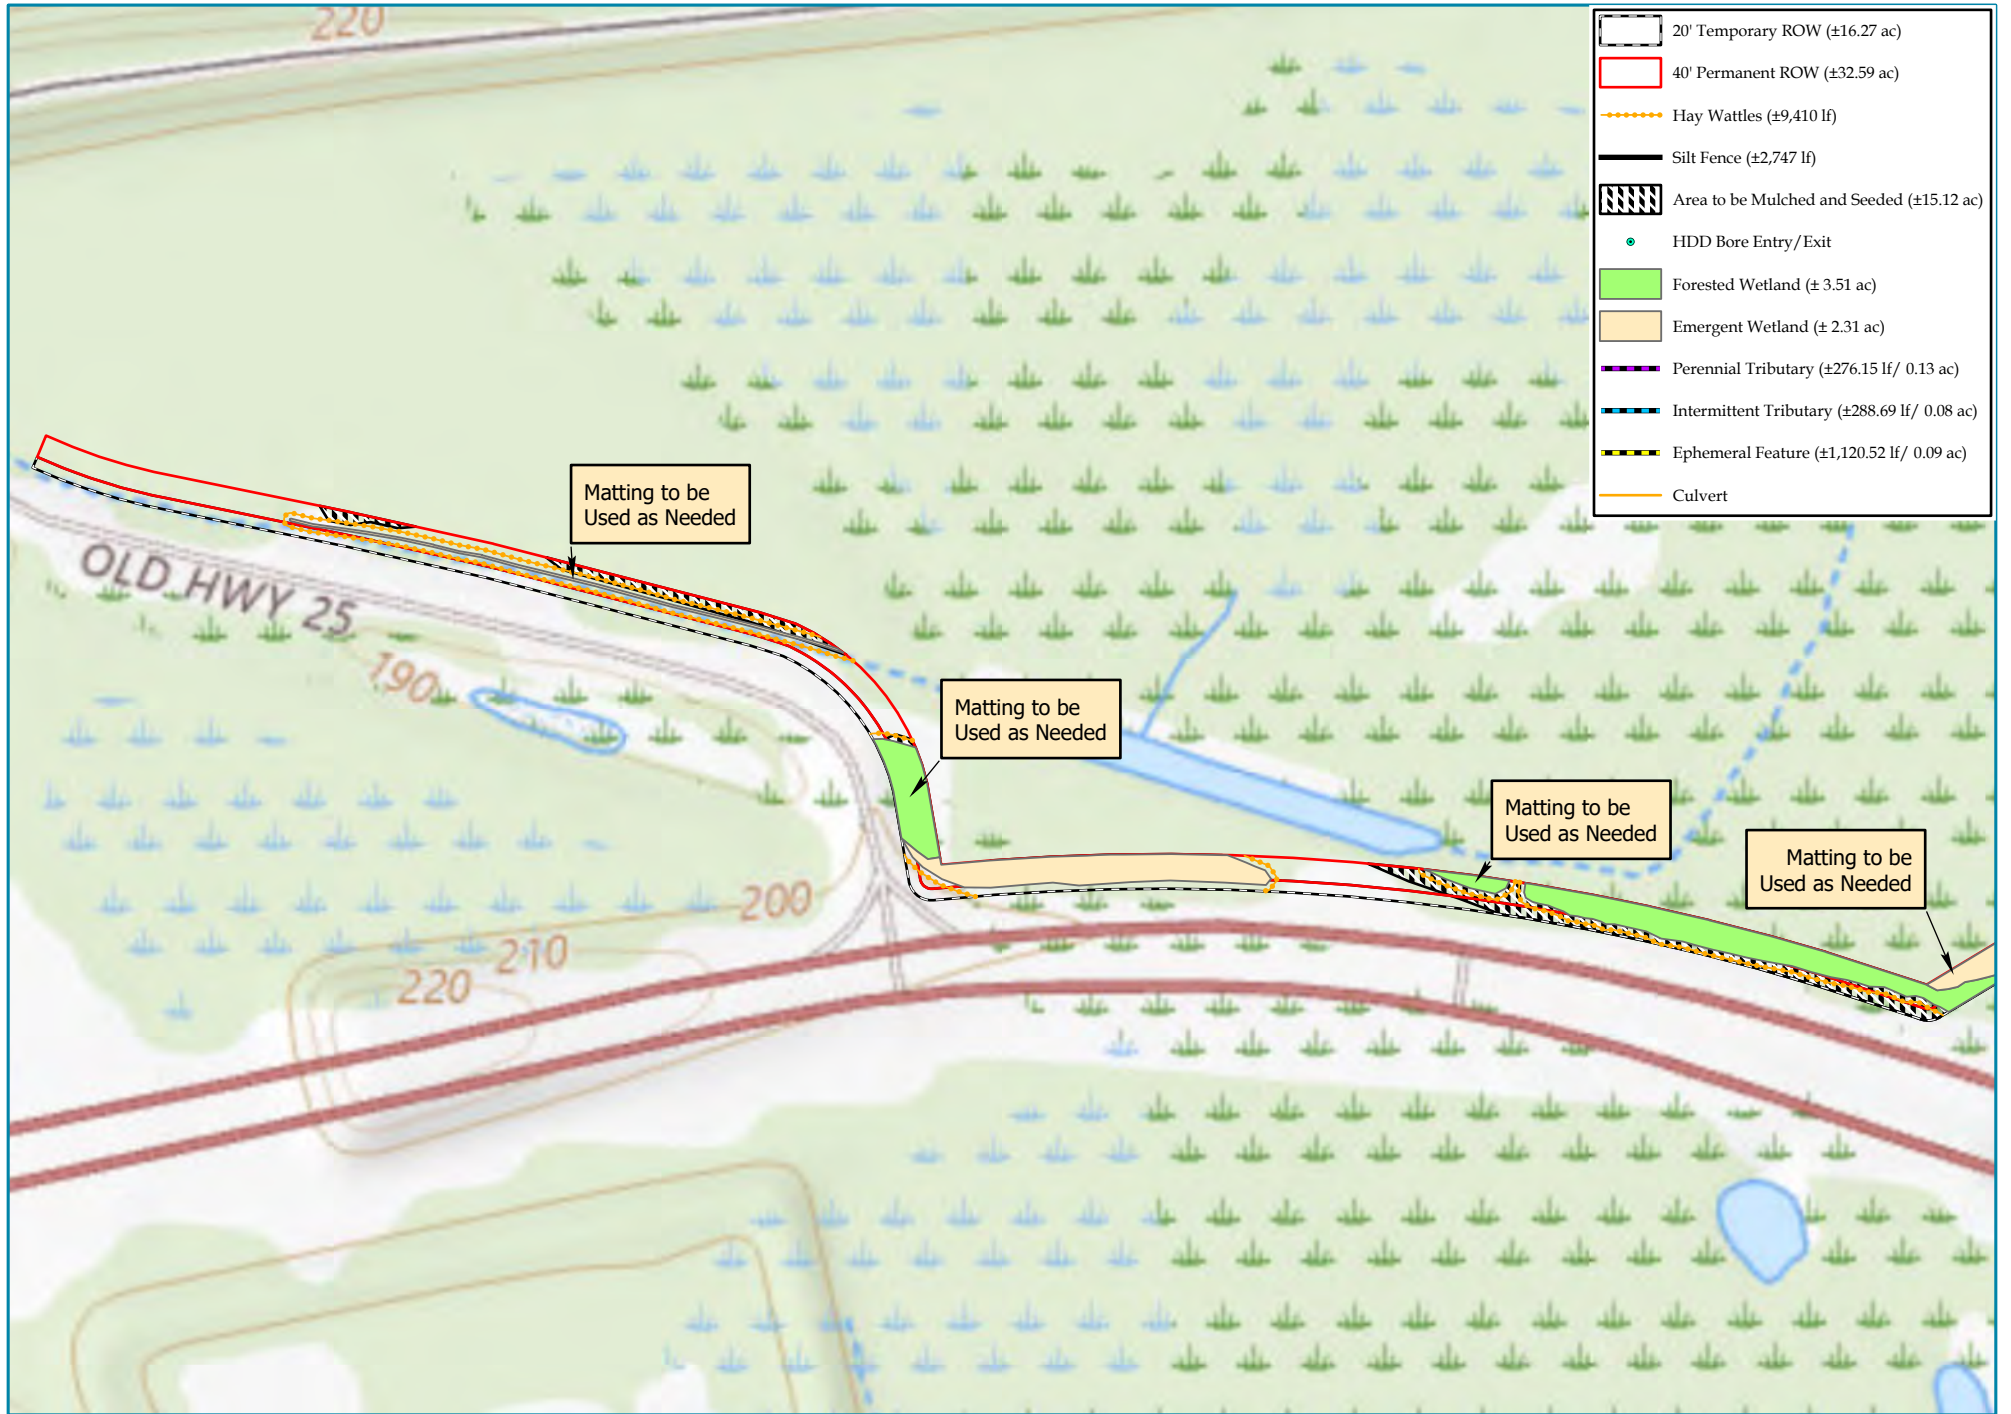 220
20' Temporary ROW (±16.27 ac)
40' Permanent ROW (±32.59 ac)
Hay Wattles (±9,410 lf)
Silt Fence (±2,747 lf)
Area to be Mulched and Seeded (±15.12 ac)
HDD Bore Entry/Exit
Forested Wetland (± 3.51 ac)
Emergent Wetland (± 2.31 ac)
Perennial Tributary (±276.15 lf/ 0.13 ac)
Intermittent Tributary (±288.69 lf/ 0.08 ac)
Ephemeral Feature (±1,120.52 lf/ 0.09 ac)
Culvert
Matting to be
Used as Needed
OLD HWY 25
190
Matting to be
Used as Needed
Matting to be
Used as Needed
Matting to be
Used as Needed
200
210
220